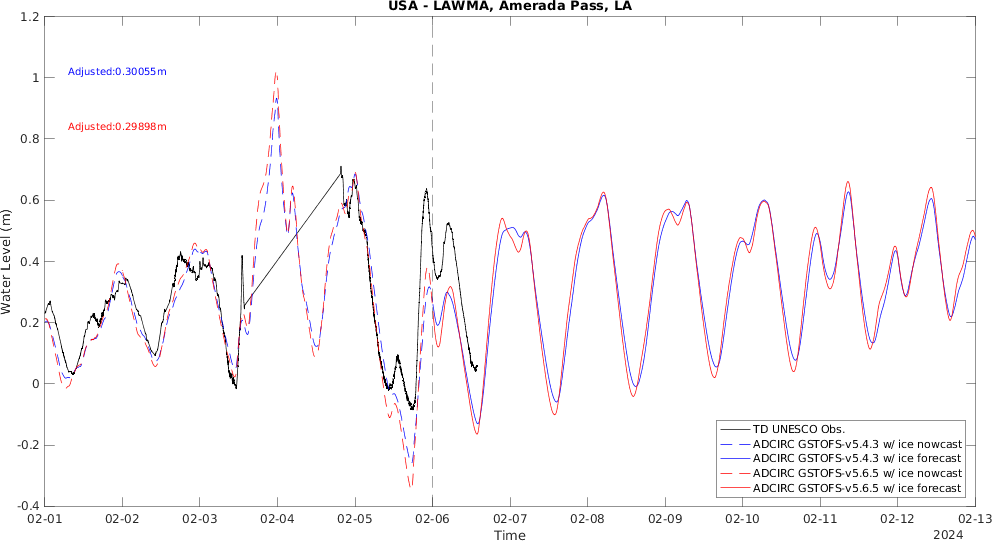 USA - LAWMA, Amerada Pass, LA
1.2
1
0.8
0.6
0.4
0.2
0
-0.2
-0.4
Water Level (m)
Adjusted:0.30055m
Adjusted:0.29898m
TD UNESCO Obs.
ADCIRC GSTOFS-v5.4.3 w/ ice nowcast
ADCIRC GSTOFS-v5.4.3 w/ ice forecast
ADCIRC GSTOFS-v5.6.5 w/ ice nowcast
ADCIRC GSTOFS-v5.6.5 w/ ice forecast
02-01 02-02 02-03 02-04 02-05 02-06 02-07 02-08 02-09 02-10 02-11 02-12 02-13
Time
2024